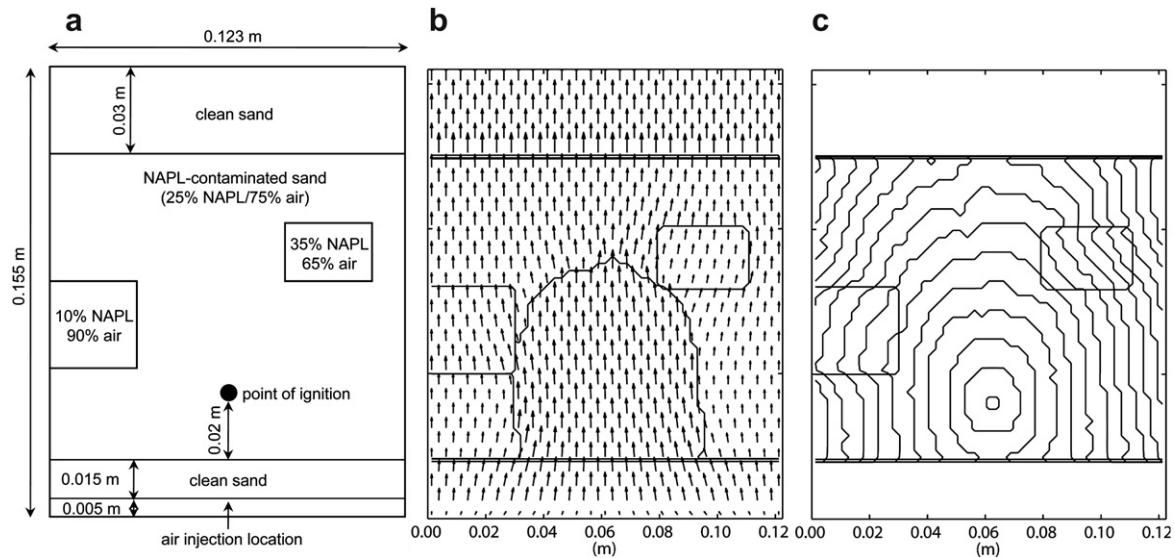 a
0.123 m
0.155 m
0.03 m
clean sand
NAPL-contaminated sand
(25% NAPL/75% air)
35% NAPL
65% air
10% NAPL
90% air
point of ignition
0.02 m
0.015 m
clean sand
0.005 m
air injection location
b
0.00 0.02 0.04 0.06 0.08 0.10 0.12
(m)
c
0.00 0.02 0.04 0.06 0.08 0.10 0.12
(m)